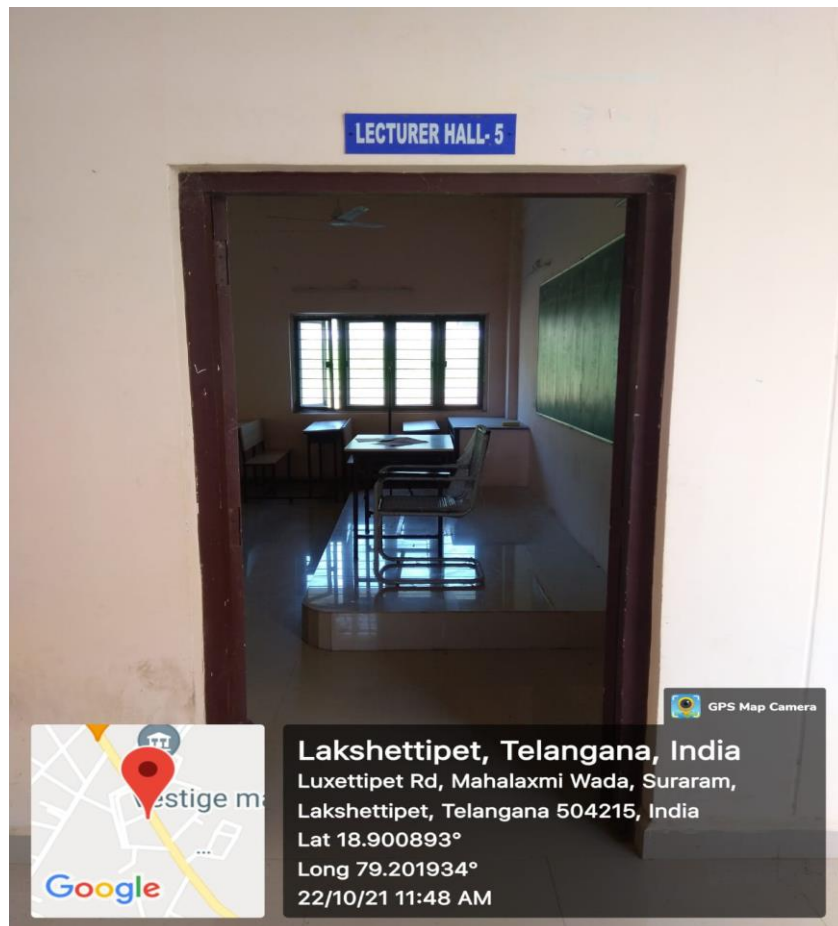 LECTURER HALL- 5
GPS Map Camera
Lakshettipet, Telangana, India
Luxettipet Rd, Mahalaxmi Wada, Suraram,
Lakshettipet, Telangana 504215, India
Lat 18.900893°
Long 79.201934°
22/10/21 11:48 AM
Google